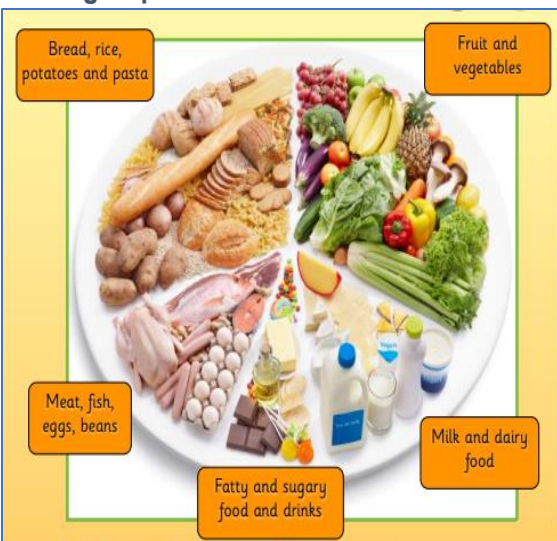 Bread, rice,
potatoes and pasta
Fruit and
vegetables
Meat, fish,
eggs, beans
Milk and dairy
food
Fatty and sugary
food and drinks